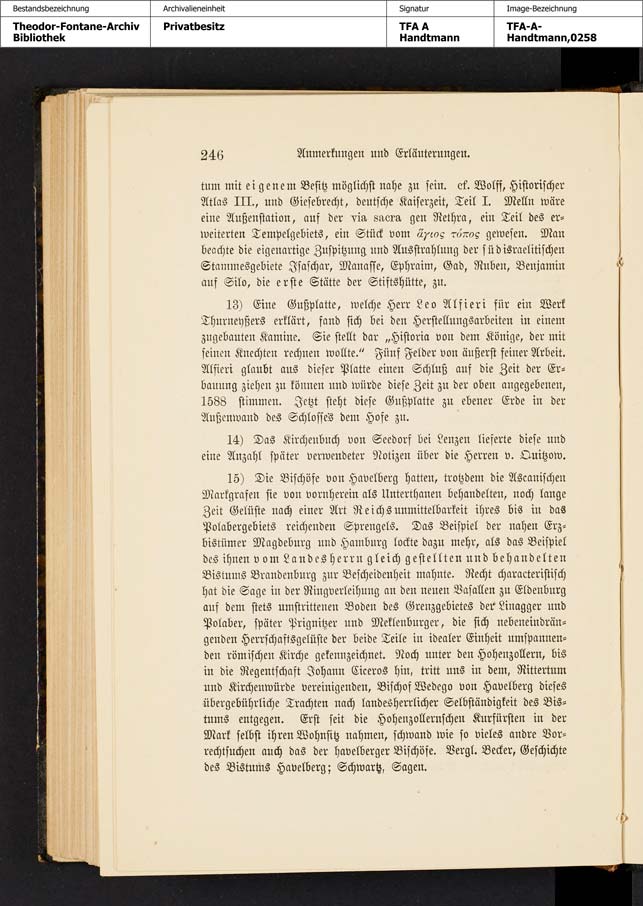 Bestandsbezeichnung
Archivalieneinheit
Signatur
Image-Bezeichnung
Theodor-Fontane-Archiv
Bibliothek
Privatbesitz
TFA A
Handtmann
TFA-A-
Handtmann,0258
246 Anmerkungen und Erläuterungen.
tum mit eigenem Besitz möglichst nahe zu sein. cf. Wolff, Historischer
Atlas III., und Giesebrecht, deutsche Kaiserzeit, Teil I. Melln wäre
eine Außenstation, auf der via sacra gen Rethra, ein Teil des er-
weiterten Tempelgebiets, ein Stück vom ἅγιος τόπος gewesen. Man
beachte die eigenartige Zuspitzung und Ausstrahlung der südisraelitischen
Stammesgebiete Isaschar, Manasse, Ephraim, Gad, Ruben, Benjamin
auf Silo, die erste Stätte der Stiftshütte, zu.
13) Eine Gußplatte, welche Herr Leo Alfieri für ein Werk
Thurneyßers erklärt, fand sich bei den Herstellungsarbeiten in einem
zugebauten Kamine. Sie stellt dar „Historia von dem Könige, der mit
seinen Knechten rechnen wollte.“ Fünf Felder von äußerst feiner Arbeit.
Alfieri glaubt aus dieser Platte einen Schluß auf die Zeit der Er-
bauung ziehen zu können und würde diese Zeit zu der oben angegebenen,
1588 stimmen. Jetzt steht diese Gußplatte zu ebener Erde in der
Außenwand des Schlosses dem Hofe zu.
14) Das Kirchenbuch von Seedorf bei Lenzen lieferte diese und
eine Anzahl später verwendeter Notizen über die Herren v. Quitzow.
15) Die Bischöfe von Havelberg hatten, trotzdem die Ascanischen
Markgrafen sie von vornherein als Unterthanen behandelten, noch lange
Zeit Gelüste nach einer Art Reichsunmittelbarkeit ihres bis in das
Polabergebiets reichenden Sprengels. Das Beispiel der nahen Erz-
bistümer Magdeburg und Hamburg lockte dazu mehr, als das Beispiel
des ihnen vom Landesherrn gleich gestellten und behandelten
Bistums Brandenburg zur Bescheidenheit mahnte. Recht characteristisch
hat die Sage in der Ringverleihung an den neuen Vasallen zu Eldenburg
auf dem stets umstrittenen Boden des Grenzgebietes der Linagger und
Polaber, später Prignitzer und Meklenburger, die sich nebeneindrän-
genden Herrschaftsgelüste der beide Teile in idealer Einheit umspannen-
den römischen Kirche gekennzeichnet. Noch unter den Hohenzollern, bis
in die Regentschaft Johann Ciceros hin, tritt uns in dem, Rittertum
und Kirchenwürde vereinigenden, Bischof Wedego von Havelberg dieses
übergebührliche Trachten nach landesherrlicher Selbständigkeit des Bis-
tums entgegen. Erst seit die Hohenzollernschen Kurfürsten in der
Mark selbst ihren Wohnsitz nahmen, schwand wie so vieles andre Vor-
rechtsuchen auch das der havelberger Bischöfe. Vergl. Becker, Geschichte
des Bistums Havelberg; Schwartz, Sagen.